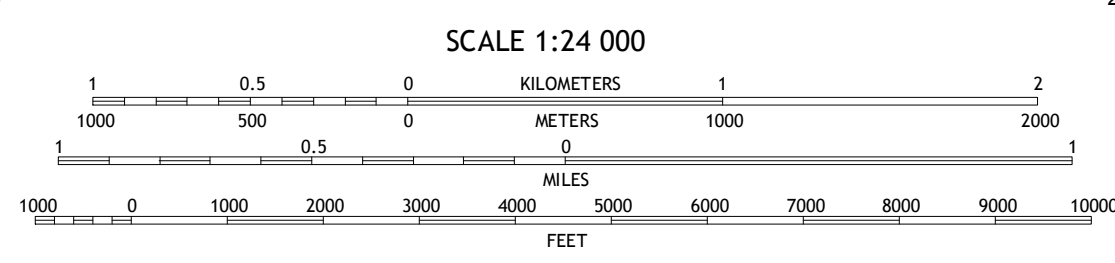 SCALE 1:24 000
1 0.5 0 KILOMETERS 1 2
1000 500 0 METERS 1000 2000
1 0.5 0 1
MILES
1000 0 1000 2000 3000 4000 5000 6000 7000 8000 9000 10000
FEET